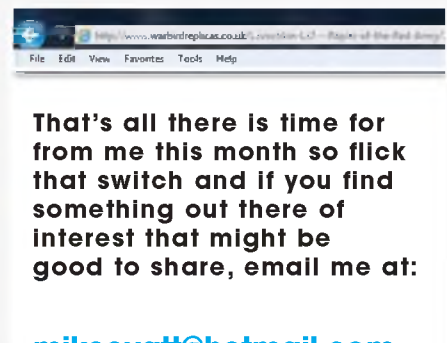 http://www.warbirdreplicas.co.uk/
File Edit View Favorites Tools Help
That's all there is time for
from me this month so flick
that switch and if you find
something out there of
interest that might be
good to share, email me at: